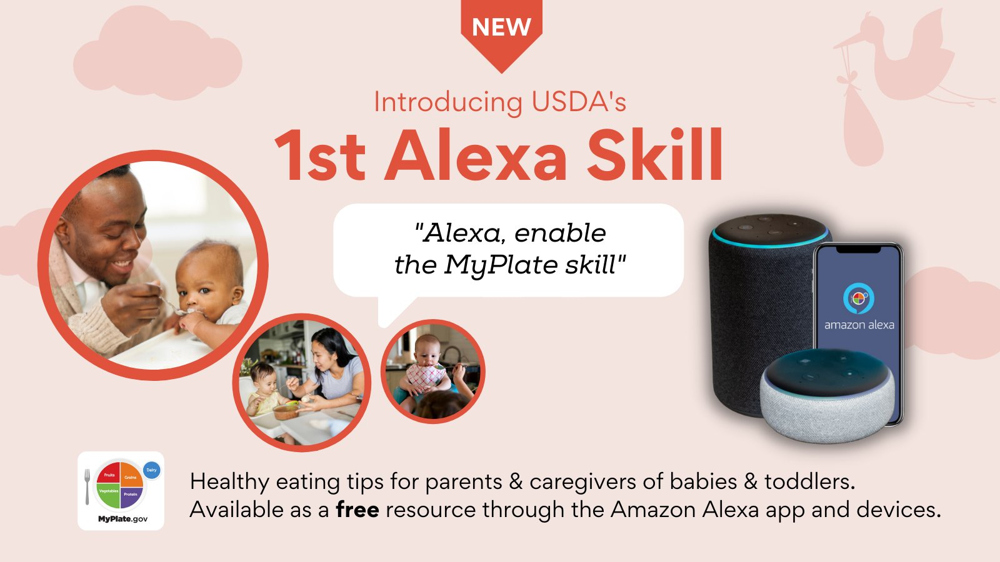 NEW
Introducing USDA's
1st Alexa Skill
"Alexa, enable
the MyPlate skill"
amazon alexa
Dairy
Fruits
Grains
Vegetables
Protein
MyPlate.gov
Healthy eating tips for parents & caregivers of babies & toddlers.
Available as a free resource through the Amazon Alexa app and devices.